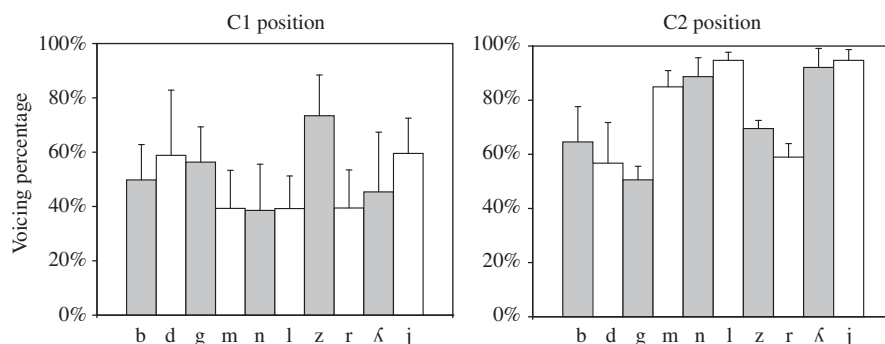 C1 position
100%
80%
60%
40%
20%
0%
Voicing percentage
b d g m n l z r ʎ j
C2 position
100%
80%
60%
40%
20%
0%
b d g m n l z r ʎ j